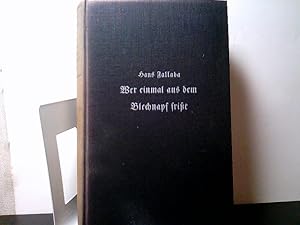 Hans Fallada
Wer einmal aus dem
Blechnapf frißt